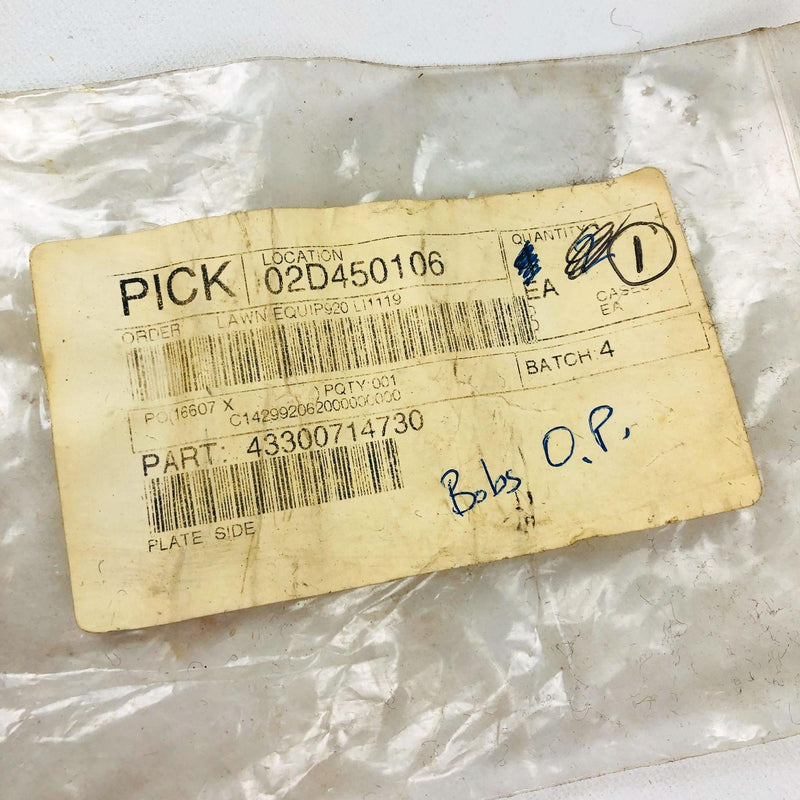 PICK
LOCATION
02D450106
QUANTITY
1
EA
CASES
EA
ORDER LAWN EQUIP920 LI1119
BATCH 4
PO(16607 X ) PQTY:001
C1429920620000000000
PART: 43300714730
PLATE SIDE
Bobs O.P.